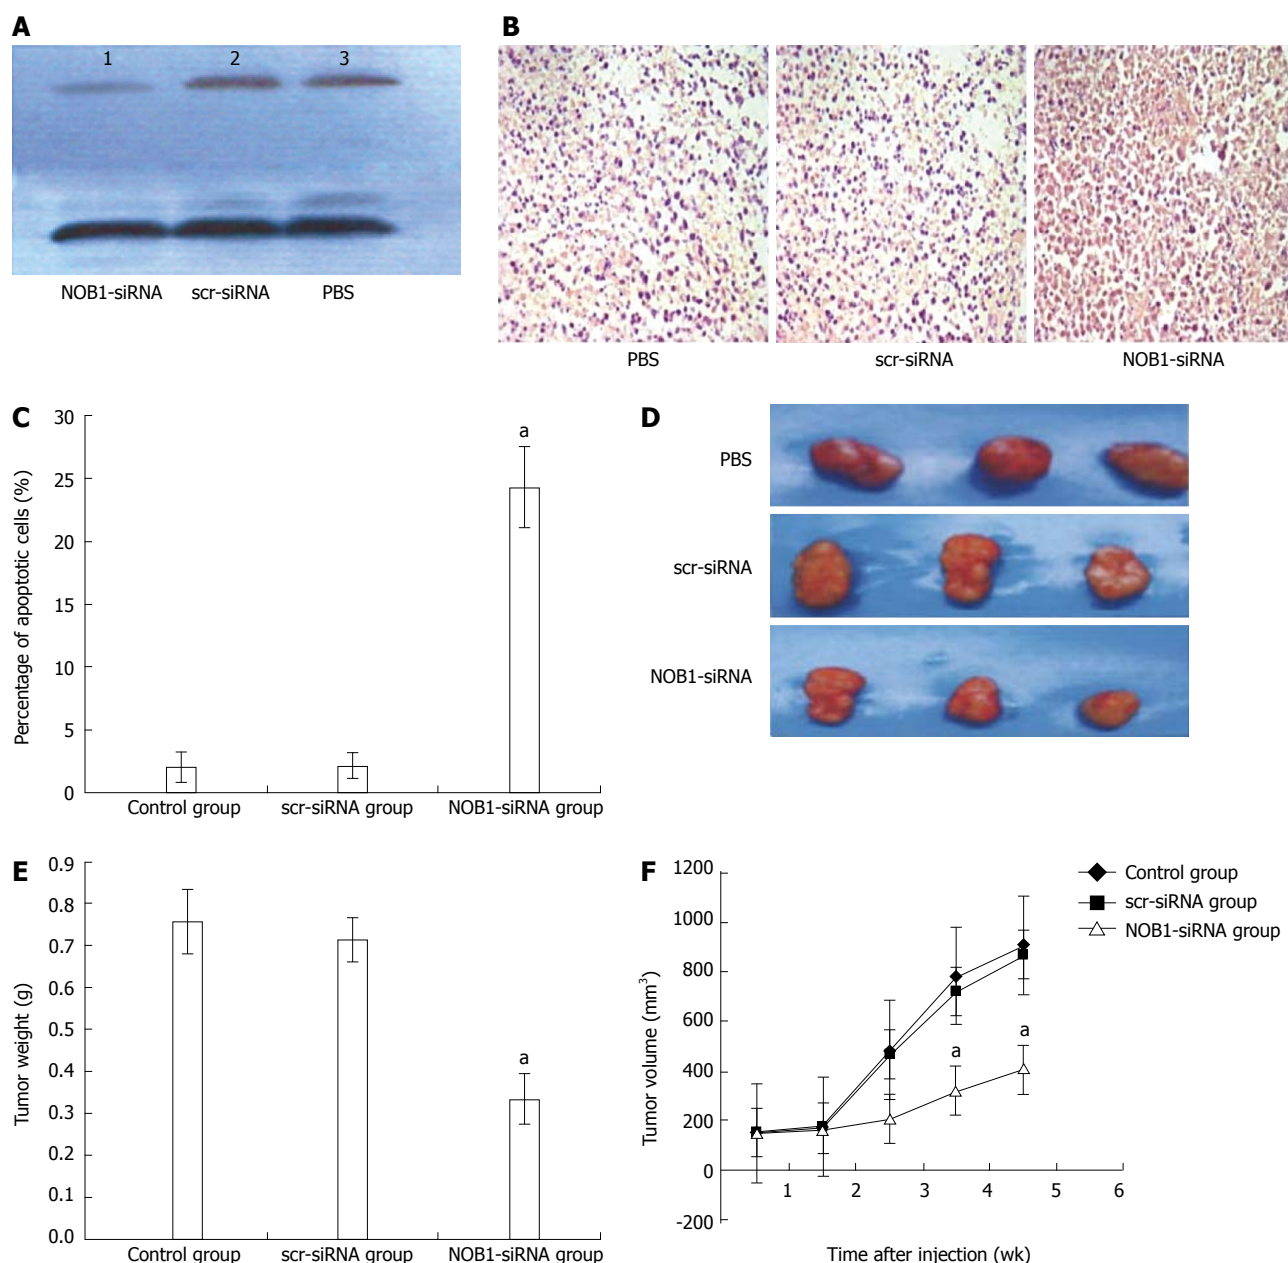 A
1 2 3
NOB1-siRNA scr-siRNA PBS
B
PBS scr-siRNA NOB1-siRNA
C
Percentage of apoptotic cells (%)
30
25
20
15
10
5
0
a
Control group scr-siRNA group NOB1-siRNA group
D
PBS
scr-siRNA
NOB1-siRNA
E
Tumor weight (g)
0.9
0.8
0.7
0.6
0.5
0.4
0.3
0.2
0.1
0.0
a
Control group scr-siRNA group NOB1-siRNA group
F
Tumor volume (mm³)
1200
1000
800
600
400
200
0
-200
a a
1 2 3 4 5 6
Time after injection (wk)
Control group
scr-siRNA group
NOB1-siRNA group